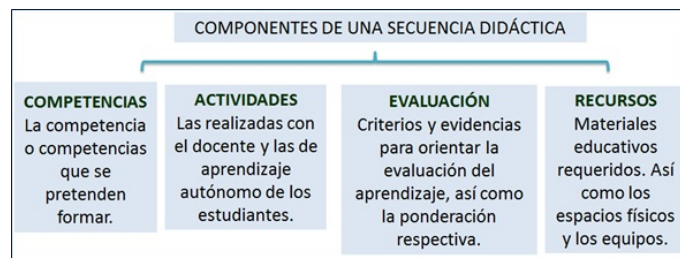 COMPONENTES DE UNA SECUENCIA DIDÁCTICA
COMPETENCIAS
La competencia
o competencias
que se
pretenden
formar.
ACTIVIDADES
Las realizadas con
el docente y las de
aprendizaje
autónomo de los
estudiantes.
EVALUACIÓN
Criterios y evidencias
para orientar la
evaluación del
aprendizaje, así como
la ponderación
respectiva.
RECURSOS
Materiales
educativos
requeridos. Así
como los
espacios físicos
y los equipos.